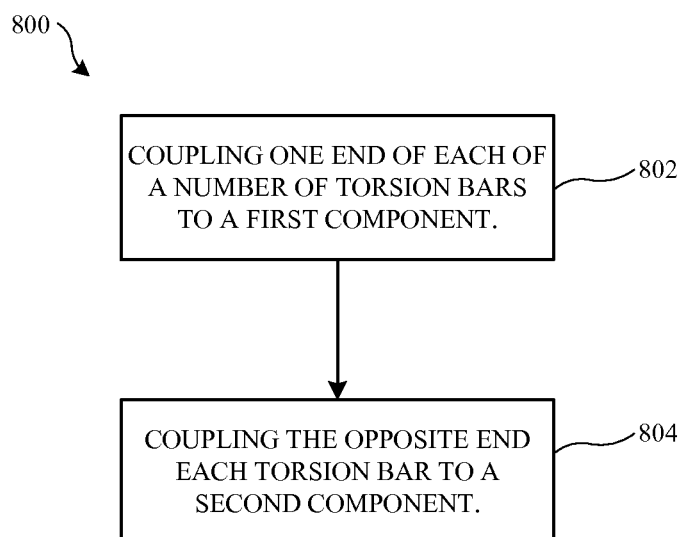 800
COUPLING ONE END OF EACH OF
A NUMBER OF TORSION BARS
TO A FIRST COMPONENT.
802
COUPLING THE OPPOSITE END
EACH TORSION BAR TO A
SECOND COMPONENT.
804